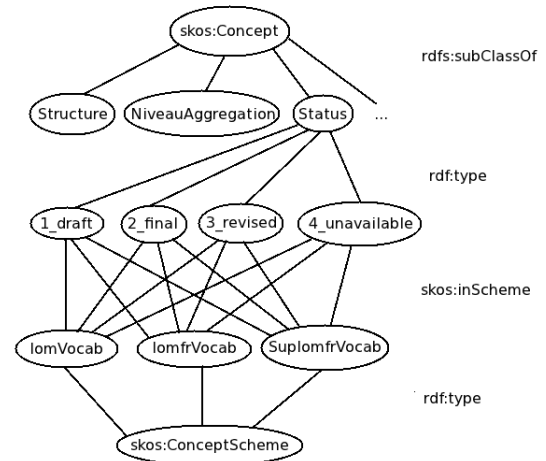 skos:Concept
rdfs:subClassOf
Structure
NiveauAggregation
Status
...
rdf:type
1_draft
2_final
3_revised
4_unavailable
skos:inScheme
lomVocab
lomfrVocab
SuplomfrVocab
rdf:type
skos:ConceptScheme